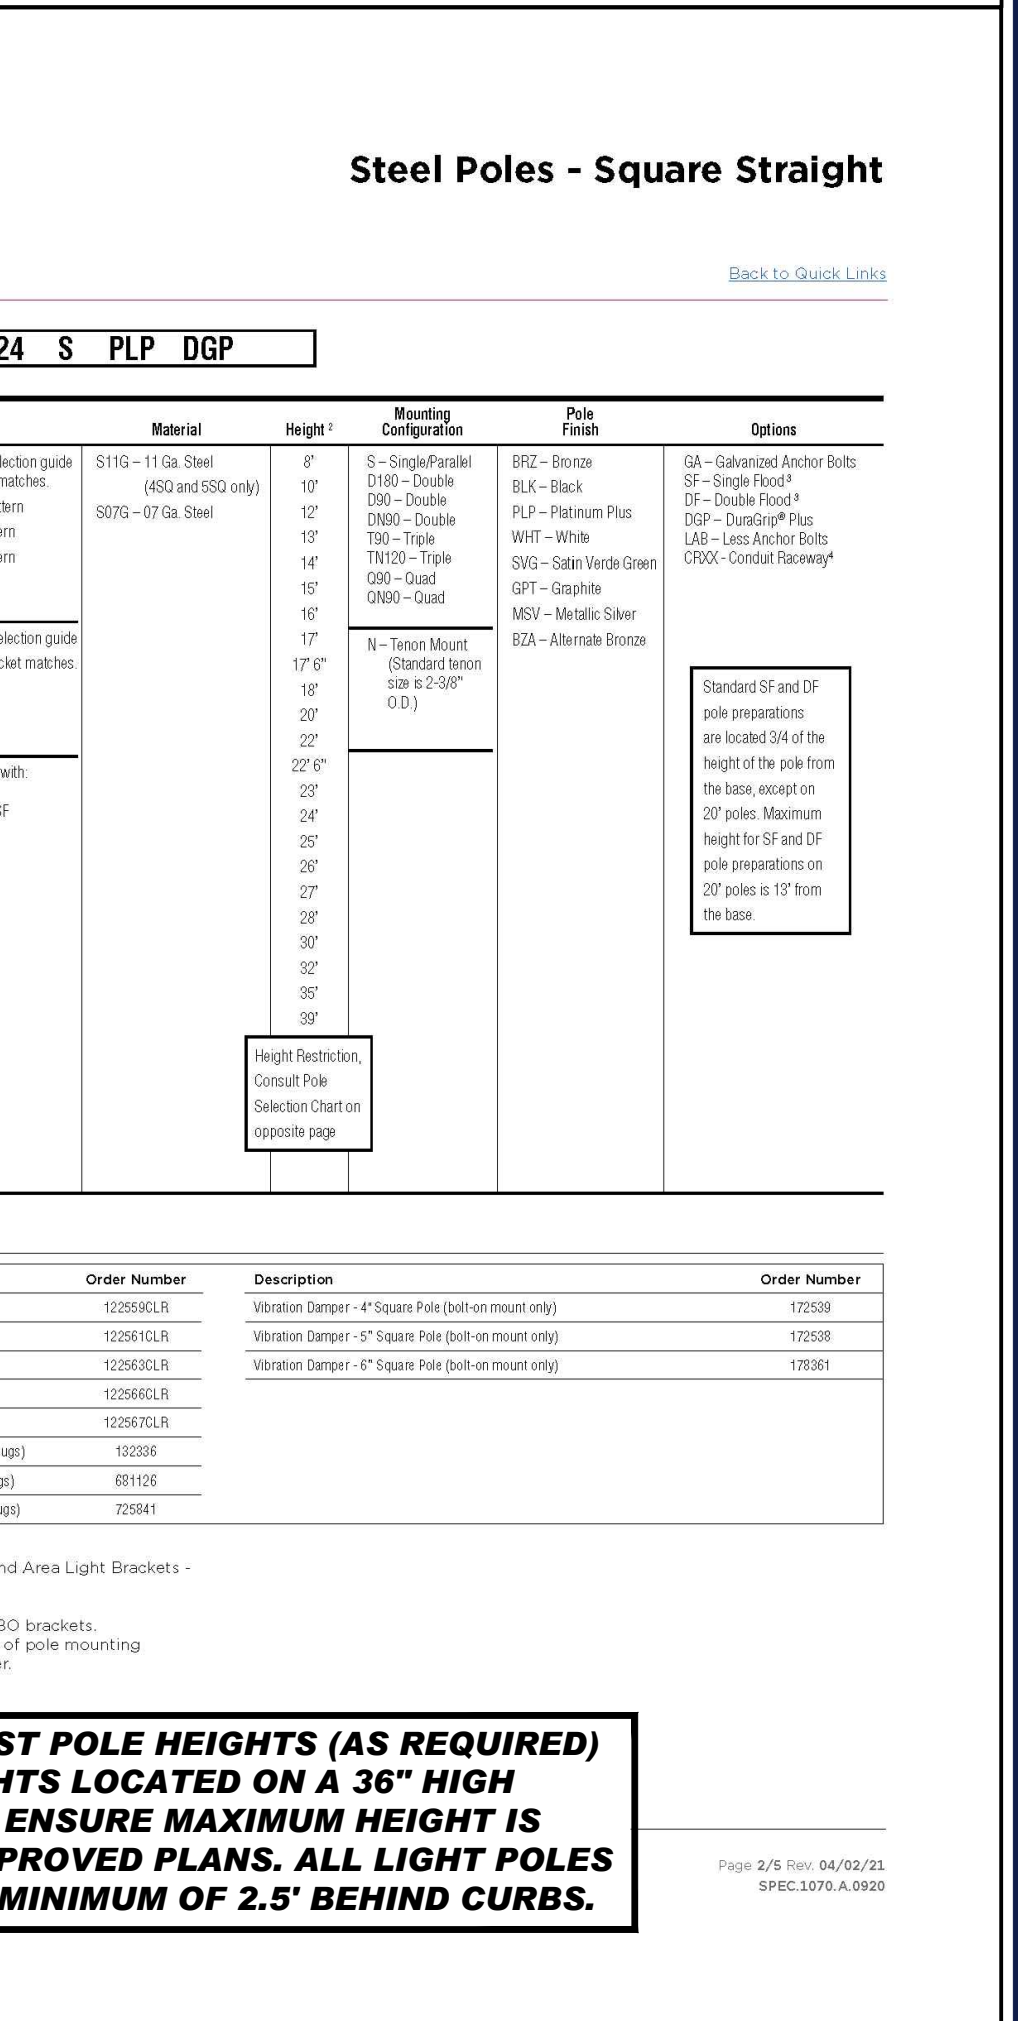 Steel Poles - Square Straight
Back to Quick Links
24 S PLP DGP
Material
Height ²
Mounting
Configuration
Pole
Finish
Options
lection guide
matches.
tern
ern
ern
election guide
cket matches.
with:
SF
S11G – 11 Ga. Steel
(4SQ and 5SQ only)
S07G – 07 Ga. Steel
8'
10'
12'
13'
14'
15'
16'
17'
17' 6"
18'
20'
22'
22' 6"
23'
24'
25'
26'
27'
28'
30'
32'
35'
39'
Height Restriction,
Consult Pole
Selection Chart on
opposite page
S – Single/Parallel
D180 – Double
D90 – Double
DN90 – Double
T90 – Triple
TN120 – Triple
Q90 – Quad
QN90 – Quad
N – Tenon Mount
(Standard tenon
size is 2-3/8"
O.D.)
BRZ – Bronze
BLK – Black
PLP – Platinum Plus
WHT – White
SVG – Satin Verde Green
GPT – Graphite
MSV – Metallic Silver
BZA – Alternate Bronze
GA – Galvanized Anchor Bolts
SF – Single Flood ³
DF – Double Flood ³
DGP – DuraGrip® Plus
LAB – Less Anchor Bolts
CRXX - Conduit Raceway⁴
Standard SF and DF
pole preparations
are located 3/4 of the
height of the pole from
the base, except on
20' poles. Maximum
height for SF and DF
pole preparations on
20' poles is 13' from
the base.
Order Number
122559CLR
122561CLR
122563CLR
122566CLR
122567CLR
ugs) 132336
gs) 681126
ugs) 725841
Description Order Number
Vibration Damper - 4" Square Pole (bolt-on mount only) 172539
Vibration Damper - 5" Square Pole (bolt-on mount only) 172538
Vibration Damper - 6" Square Pole (bolt-on mount only) 178361
nd Area Light Brackets -
BO brackets.
of pole mounting
er.
ST POLE HEIGHTS (AS REQUIRED)
HTS LOCATED ON A 36" HIGH
ENSURE MAXIMUM HEIGHT IS
PROVED PLANS. ALL LIGHT POLES
MINIMUM OF 2.5' BEHIND CURBS.
Page 2/5 Rev. 04/02/21
SPEC.1070.A.0920